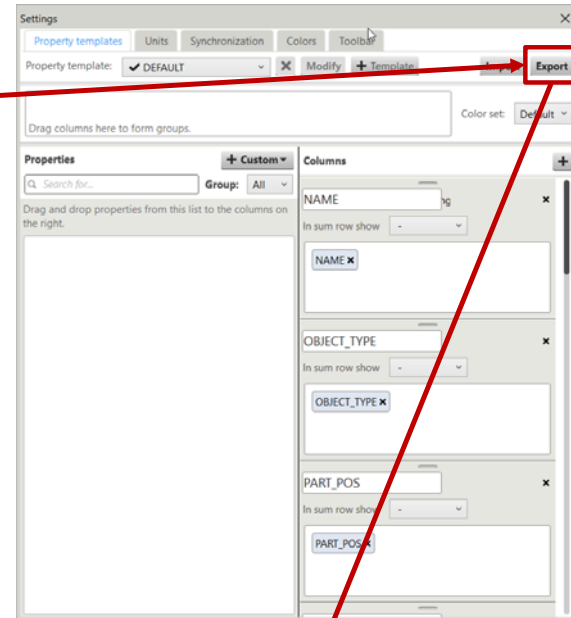 Settings
Property templates Units Synchronization Colors Toolbar
Property template: DEFAULT Modify + Template Export
Drag columns here to form groups.
Color set: Default
Properties + Custom
Columns +
Search for... Group: All
Drag and drop properties from this list to the columns on
the right.
NAME ng
In sum row show -
NAME
OBJECT_TYPE
In sum row show -
OBJECT_TYPE
PART_POS
In sum row show -
PART_POS